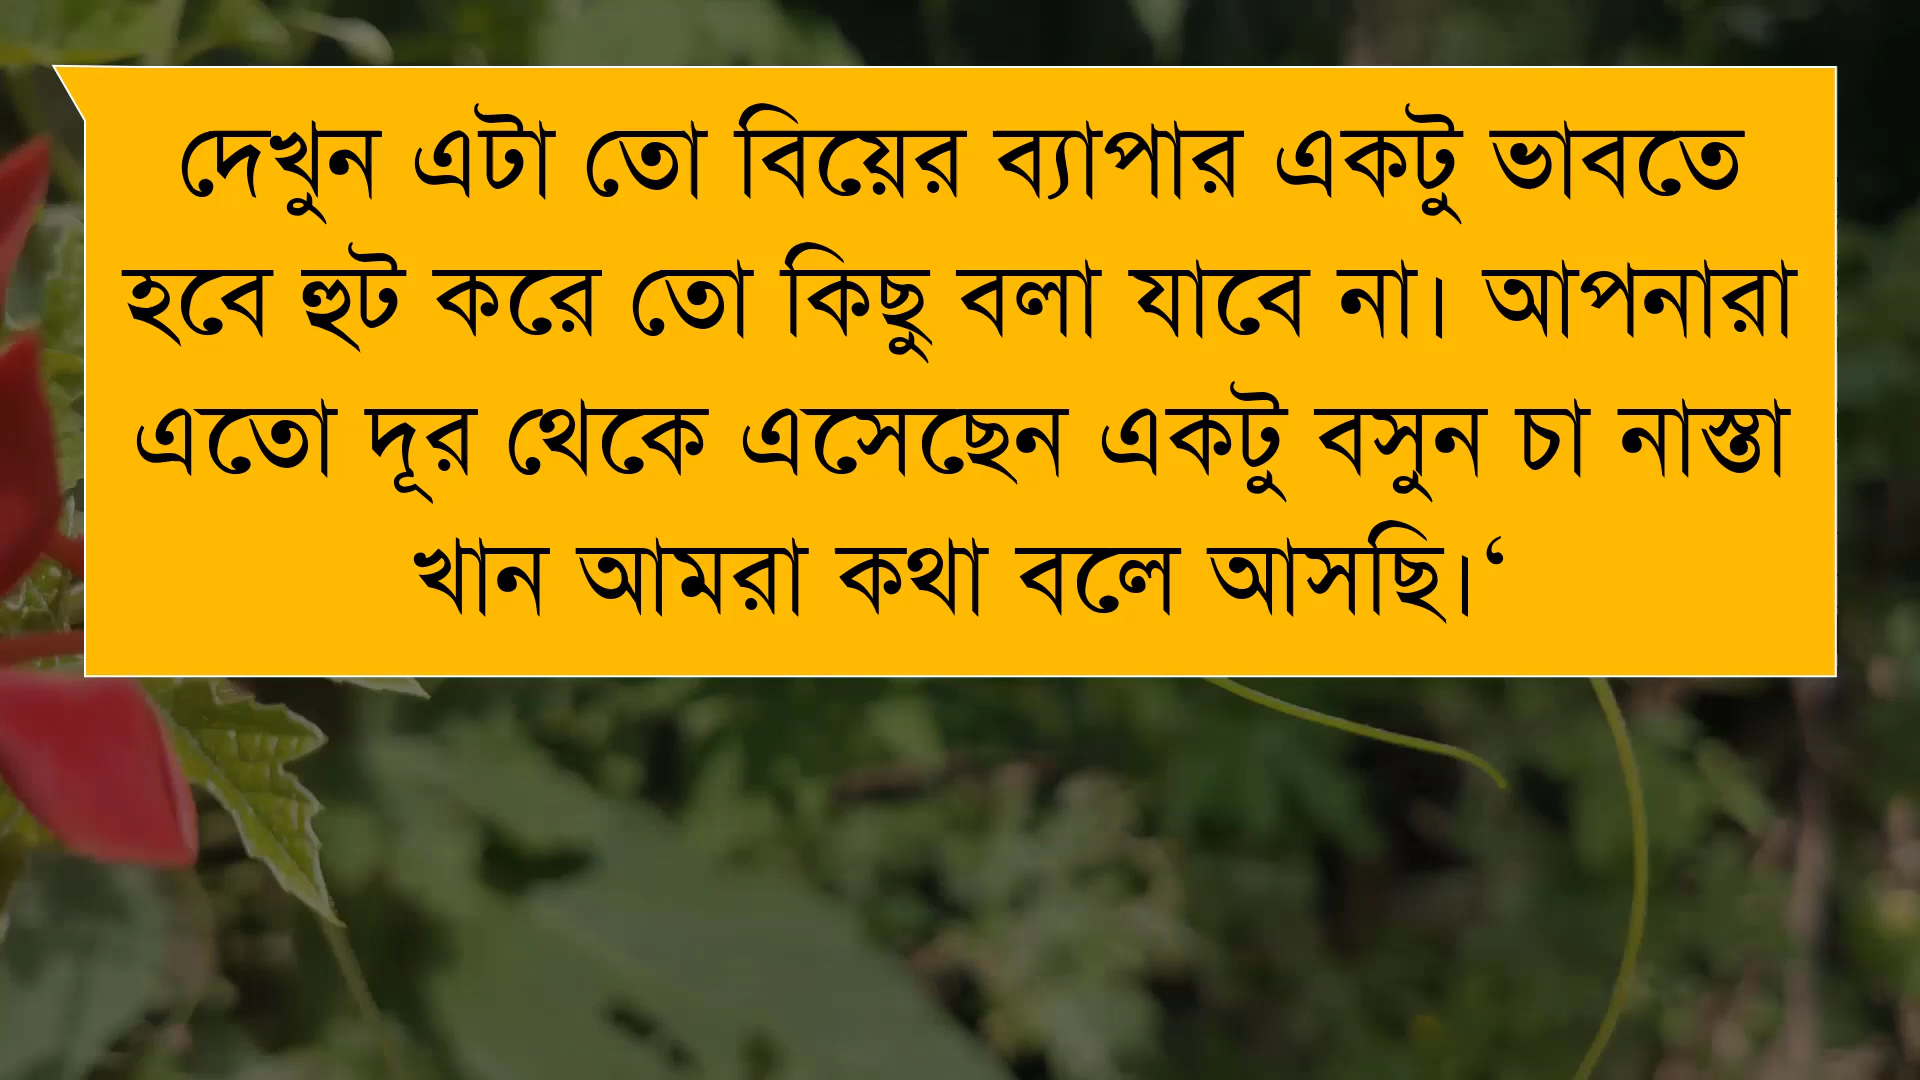 দেখুন এটা তো বিয়ের ব্যাপার একটু ভাবতে
হবে হুট করে তো কিছু বলা যাবে না। আপনারা
এতো দূর থেকে এসেছেন একটু বসুন চা নাস্তা
খান আমরা কথা বলে আসছি।‘